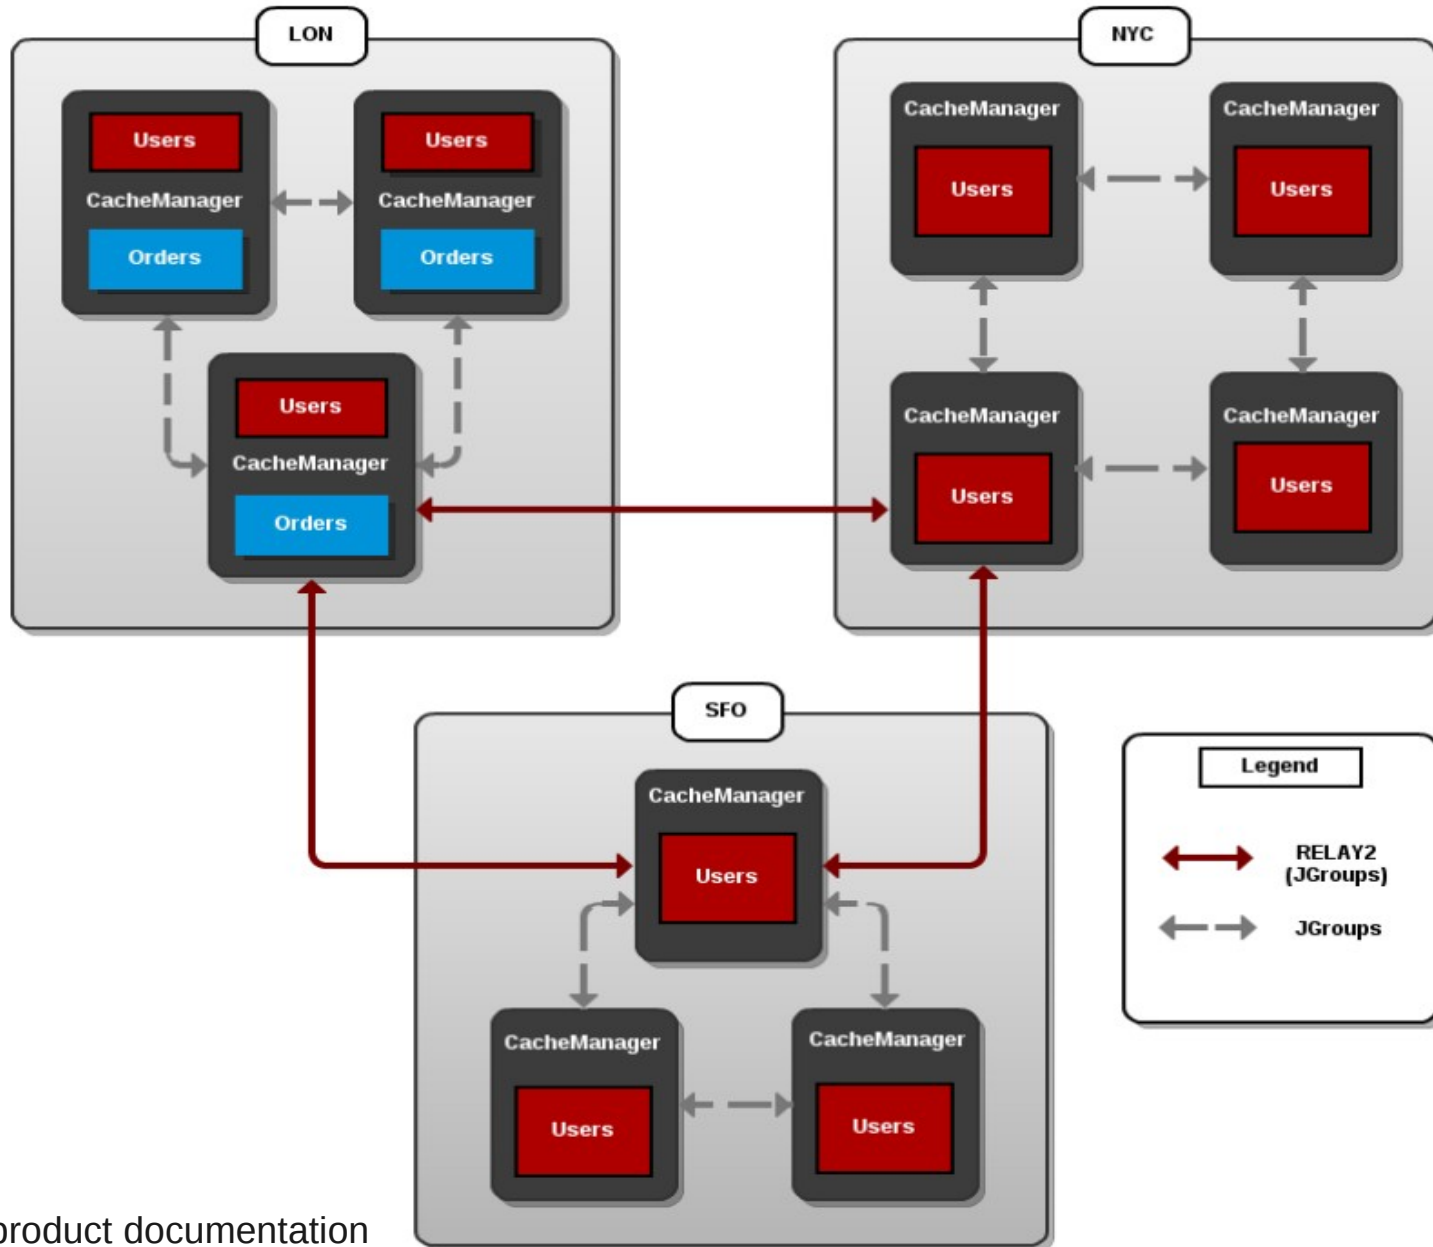 LON
Users
Users
CacheManager
CacheManager
Orders
Orders
Users
CacheManager
Orders
NYC
CacheManager
CacheManager
Users
Users
CacheManager
CacheManager
Users
Users
SFO
CacheManager
Users
CacheManager
CacheManager
Users
Users
Legend
RELAY2
(JGroups)
JGroups
product documentation